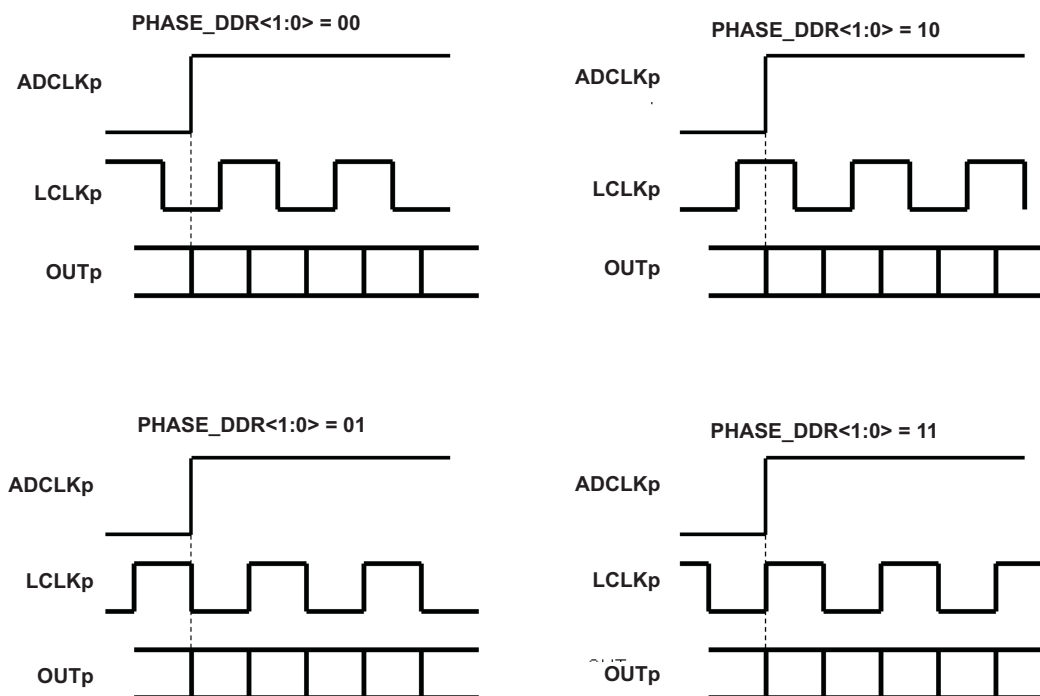 PHASE_DDR<1:0> = 00
ADCLKp
LCLKp
OUTp
PHASE_DDR<1:0> = 10
ADCLKp
LCLKp
OUTp
PHASE_DDR<1:0> = 01
ADCLKp
LCLKp
OUTp
PHASE_DDR<1:0> = 11
ADCLKp
LCLKp
OUTp